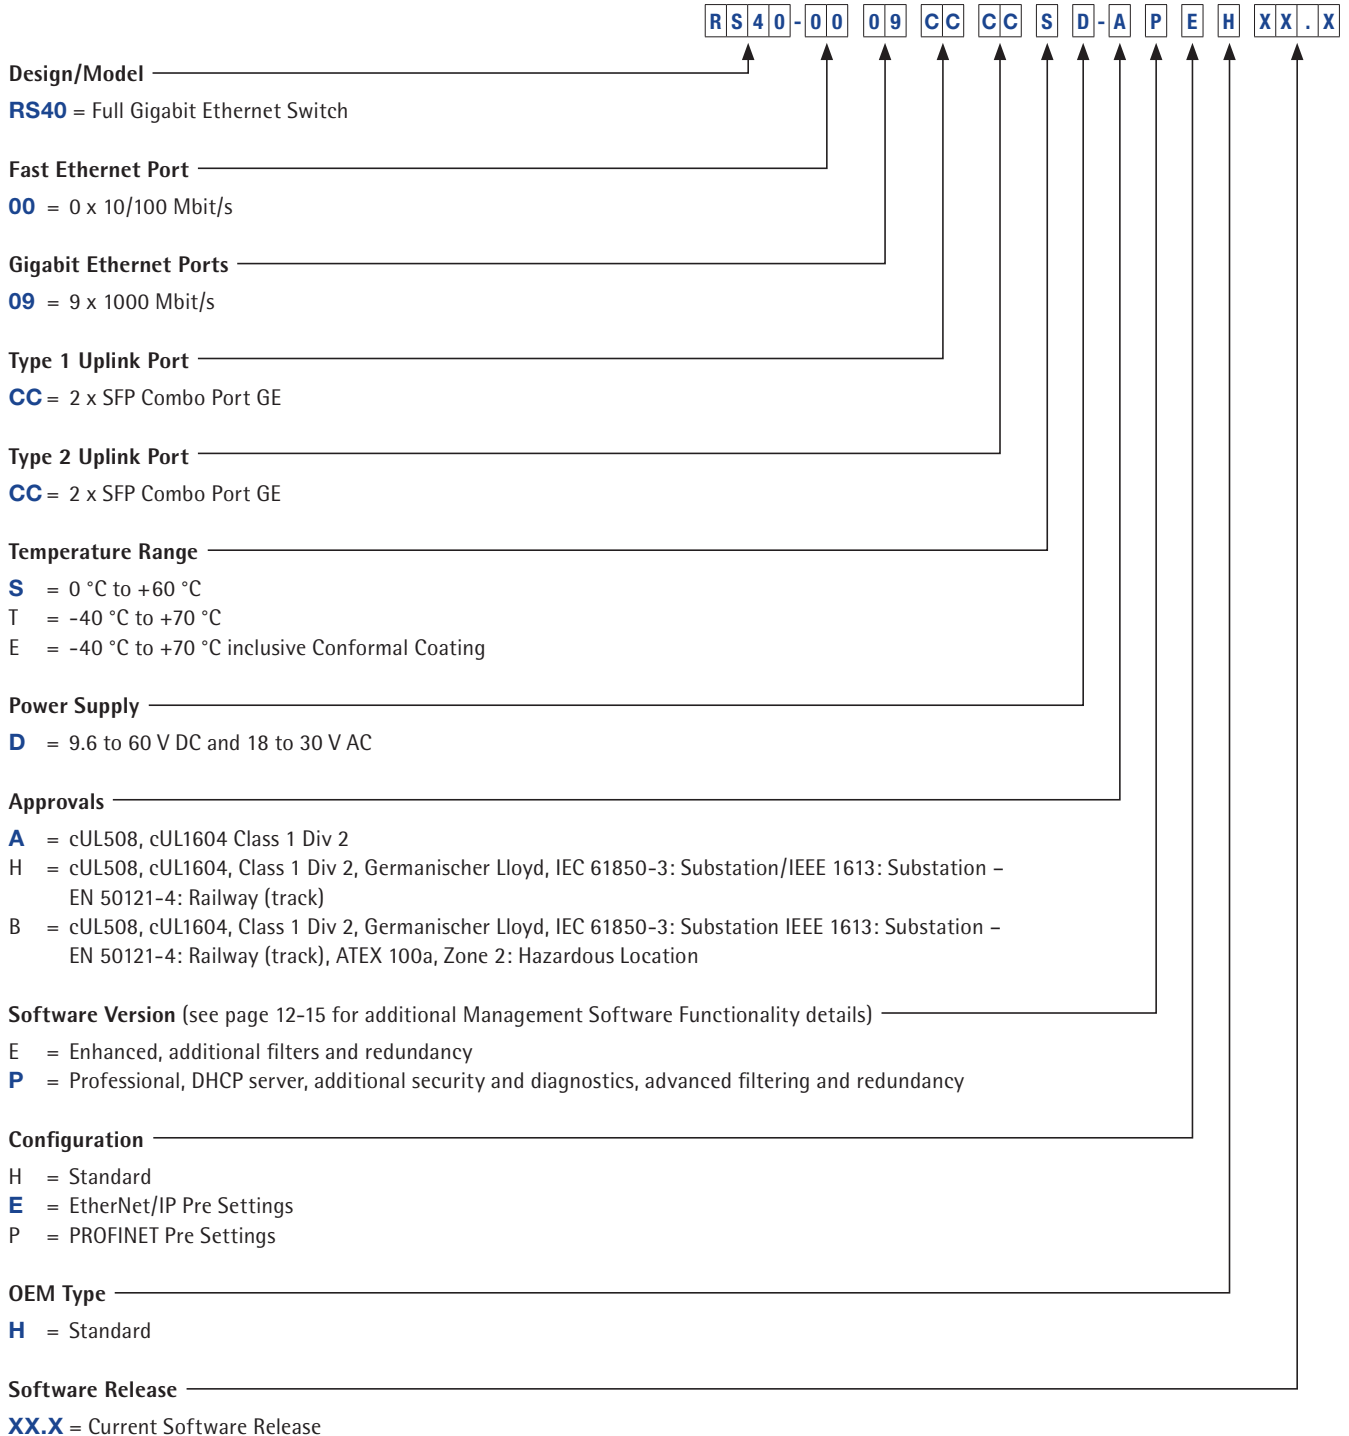 RS40-00 09 CC CC S D-A P E H XX.X
Design/Model
RS40 = Full Gigabit Ethernet Switch
Fast Ethernet Port
00 = 0 x 10/100 Mbit/s
Gigabit Ethernet Ports
09 = 9 x 1000 Mbit/s
Type 1 Uplink Port
CC = 2 x SFP Combo Port GE
Type 2 Uplink Port
CC = 2 x SFP Combo Port GE
Temperature Range
S = 0 °C to +60 °C
T = -40 °C to +70 °C
E = -40 °C to +70 °C inclusive Conformal Coating
Power Supply
D = 9.6 to 60 V DC and 18 to 30 V AC
Approvals
A = cUL508, cUL1604 Class 1 Div 2
H = cUL508, cUL1604, Class 1 Div 2, Germanischer Lloyd, IEC 61850-3: Substation/IEEE 1613: Substation –
EN 50121-4: Railway (track)
B = cUL508, cUL1604, Class 1 Div 2, Germanischer Lloyd, IEC 61850-3: Substation IEEE 1613: Substation –
EN 50121-4: Railway (track), ATEX 100a, Zone 2: Hazardous Location
Software Version (see page 12-15 for additional Management Software Functionality details)
E = Enhanced, additional filters and redundancy
P = Professional, DHCP server, additional security and diagnostics, advanced filtering and redundancy
Configuration
H = Standard
E = EtherNet/IP Pre Settings
P = PROFINET Pre Settings
OEM Type
H = Standard
Software Release
XX.X = Current Software Release